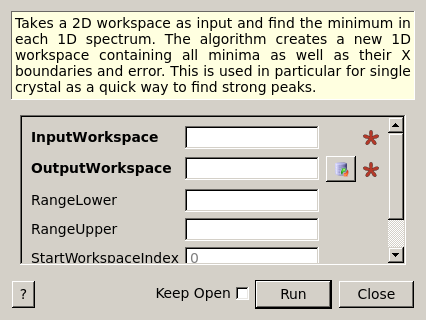 Takes a 2D workspace as input and find the minimum in
each 1D spectrum. The algorithm creates a new 1D
workspace containing all minima as well as their X
boundaries and error. This is used in particular for single
crystal as a quick way to find strong peaks.
InputWorkspace
OutputWorkspace
RangeLower
RangeUpper
StartWorkspaceIndex 0
? Keep Open Run Close